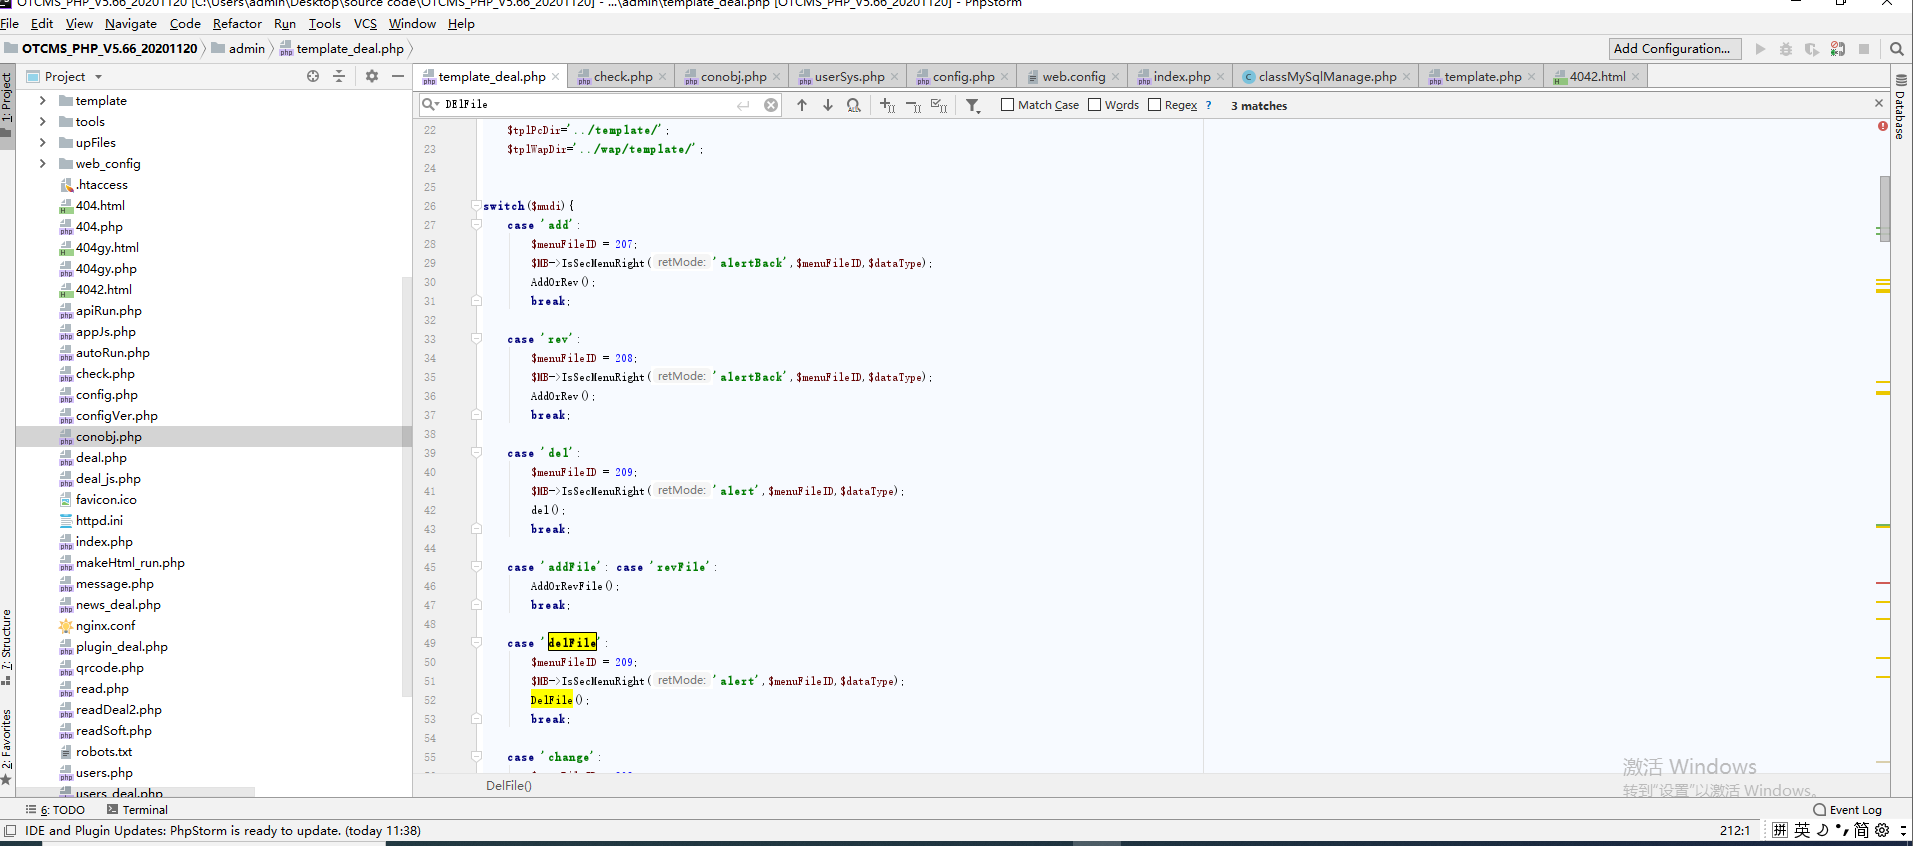 OTCMS_PHP_V5.66_20201120 [C:\Users\admin\Desktop\source code\OTCMS_PHP_V5.66_20201120] - ...\admin\template_deal.php [OTCMS_PHP_V5.66_20201120] - PhpStorm
File Edit View Navigate Code Refactor Run Tools VCS Window Help
OTCMS_PHP_V5.66_20201120 admin template_deal.php Add Configuration...
1: Project
7: Structure
2: Favorites
Project
template
tools
upFiles
web_config
.htaccess
404.html
404.php
404gy.html
404gy.php
4042.html
apiRun.php
appJs.php
autoRun.php
check.php
config.php
configVer.php
conobj.php
deal.php
deal_js.php
favicon.ico
httpd.ini
index.php
makeHtml_run.php
message.php
news_deal.php
nginx.conf
plugin_deal.php
qrcode.php
read.php
readDeal2.php
readSoft.php
robots.txt
users.php
users_deal.php
template_deal.php check.php conobj.php userSys.php config.php web.config index.php classMySqlManage.php template.php 4042.html
DElFile Match Case Words Regex ? 3 matches
22 $tplPcDir='../template/';
23 $tplWapDir='../wap/template/';
24
25
26 switch($mudi){
27 case 'add':
28 $menuFileID = 207;
29 $MB->IsSecMenuRight( retMode: 'alertBack',$menuFileID,$dataType);
30 AddOrRev();
31 break;
32
33 case 'rev':
34 $menuFileID = 208;
35 $MB->IsSecMenuRight( retMode: 'alertBack',$menuFileID,$dataType);
36 AddOrRev();
37 break;
38
39 case 'del':
40 $menuFileID = 209;
41 $MB->IsSecMenuRight( retMode: 'alert',$menuFileID,$dataType);
42 del();
43 break;
44
45 case 'addFile': case 'revFile':
46 AddOrRevFile();
47 break;
48
49 case 'delFile':
50 $menuFileID = 209;
51 $MB->IsSecMenuRight( retMode: 'alert',$menuFileID,$dataType);
52 DelFile();
53 break;
54
55 case 'change':
DelFile()
Database
激活 Windows
转到“设置”以激活 Windows。
6: TODO Terminal Event Log
IDE and Plugin Updates: PhpStorm is ready to update. (today 11:38) 212:1 拼 英 简